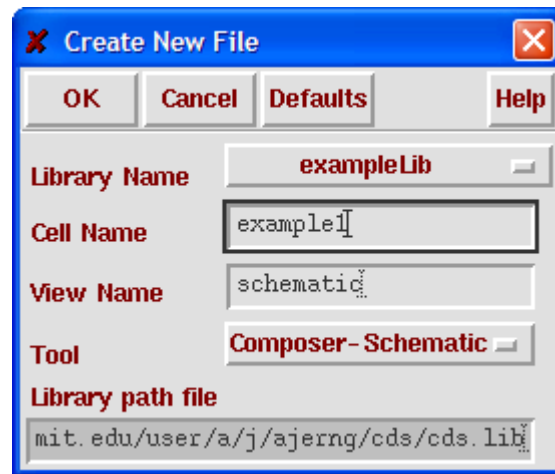 Create New File
OK Cancel Defaults Help
Library Name exampleLib
Cell Name example1
View Name schematic
Tool Composer-Schematic
Library path file
mit.edu/user/a/j/ajerng/cds/cds.lib